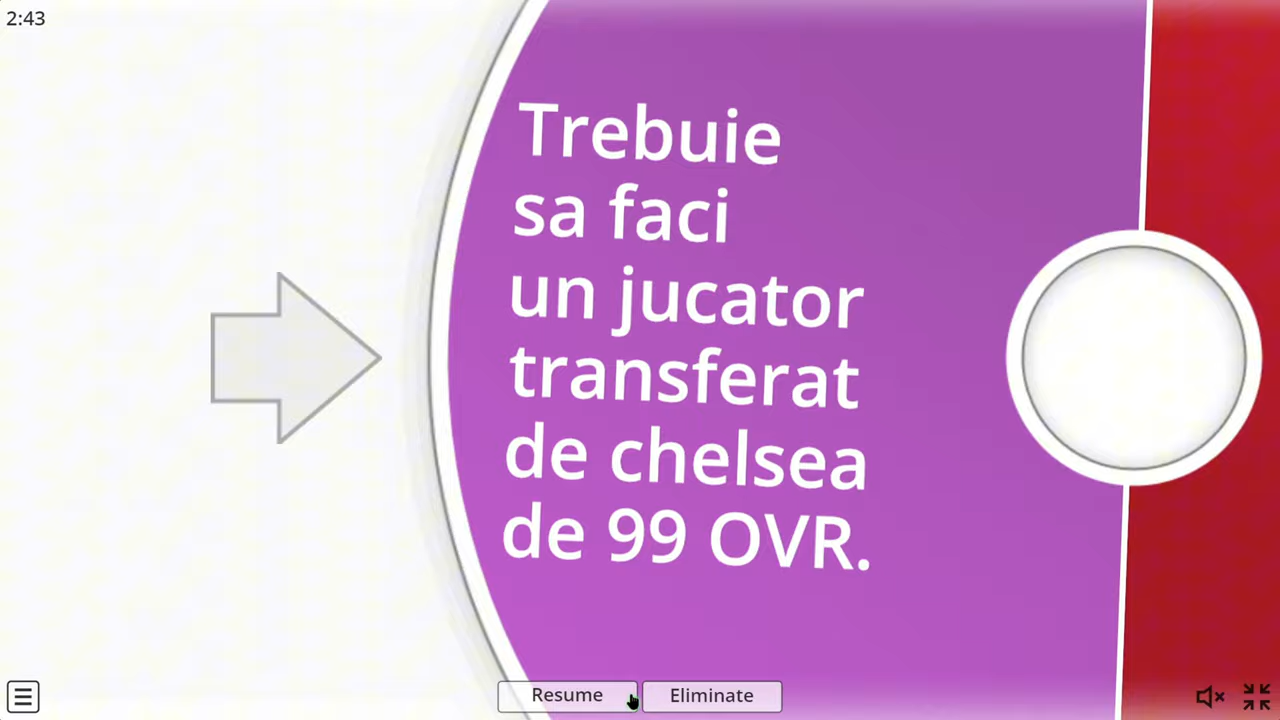 2:43
Trebuie
sa faci
un jucator
transferat
de chelsea
de 99 OVR.
Resume
Eliminate